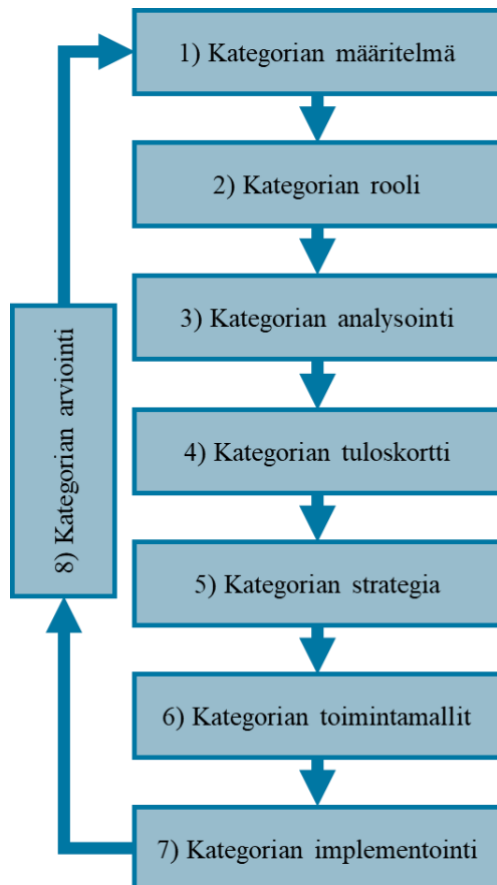 1) Kategorian määritelmä
2) Kategorian rooli
3) Kategorian analysointi
4) Kategorian tuloskortti
5) Kategorian strategia
6) Kategorian toimintamallit
7) Kategorian implementointi
8) Kategorian arviointi